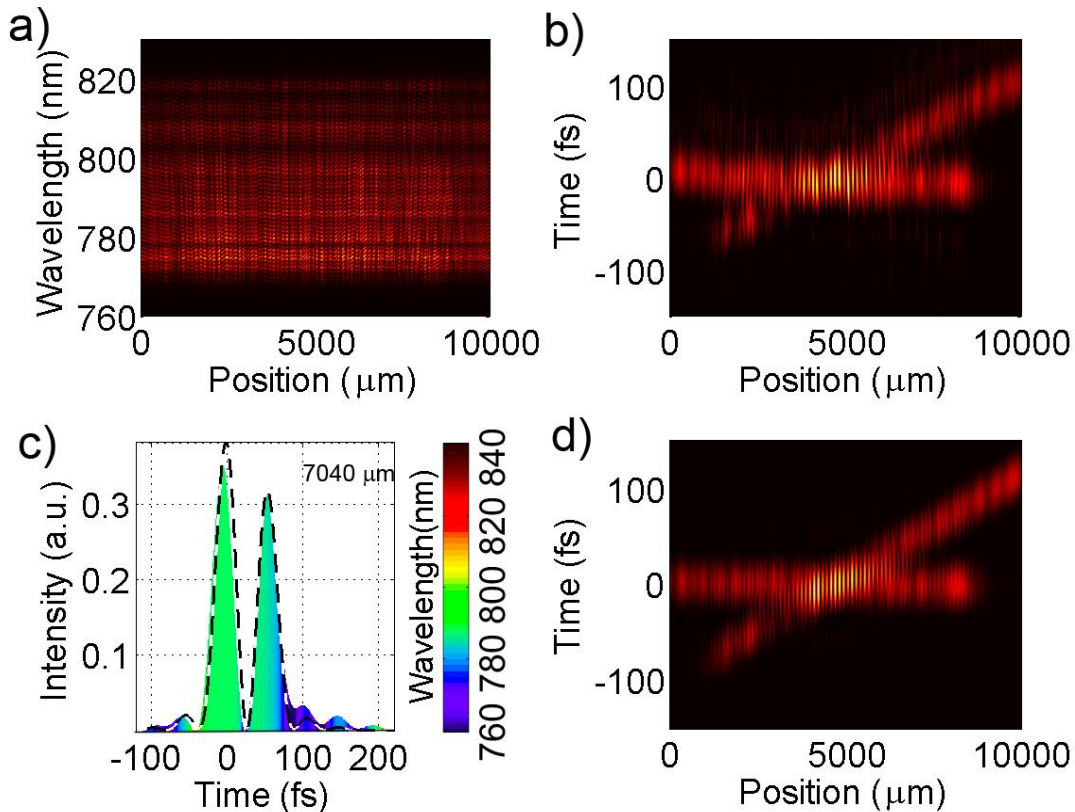 a)
Wavelength (nm)
820
800
780
760
0 5000 10000
Position (μm)
b)
Time (fs)
100
0
-100
0 5000 10000
Position (μm)
c)
Intensity (a.u.)
0.3
0.2
0.1
7040 μm
-100 0 100 200
Time (fs)
Wavelength(nm)
760 780 800 820 840
d)
Time (fs)
100
0
-100
0 5000 10000
Position (μm)